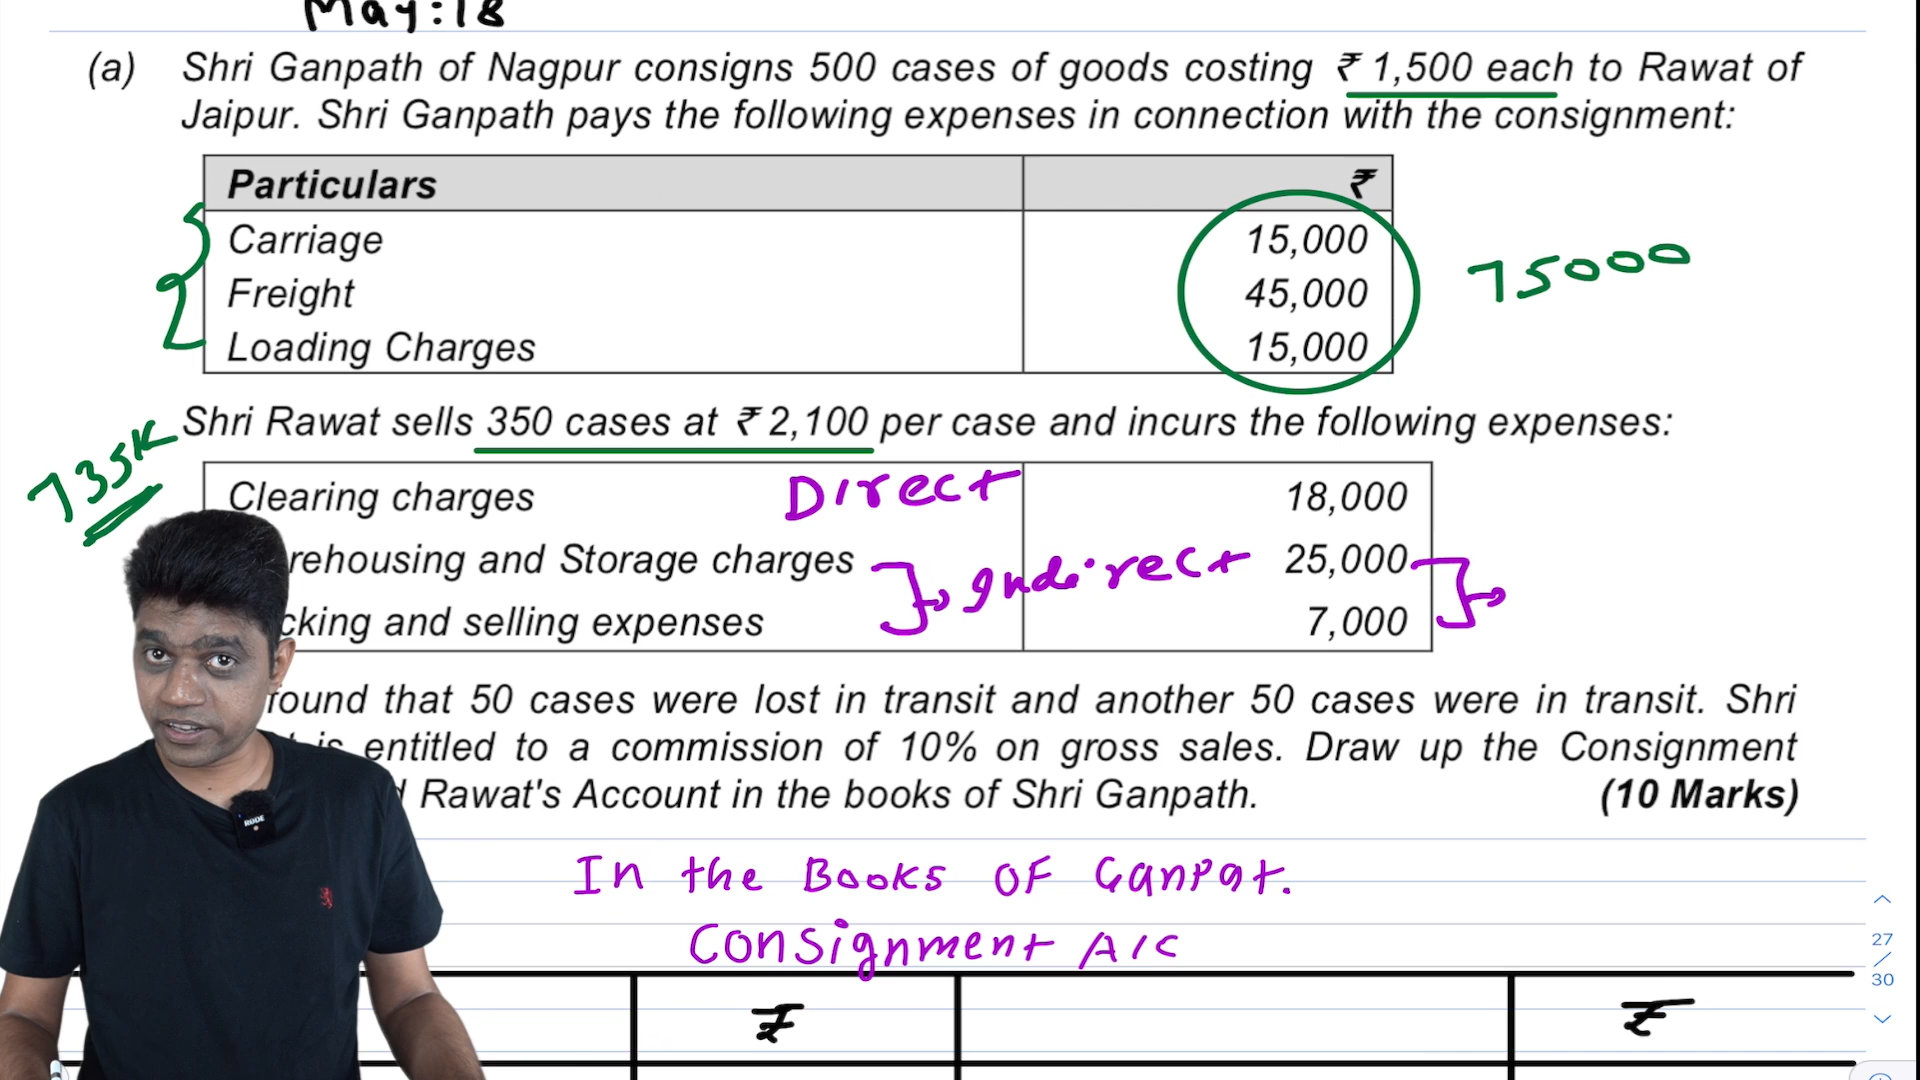 May:18
(a) Shri Ganpath of Nagpur consigns 500 cases of goods costing ₹ 1,500 each to Rawat of
Jaipur. Shri Ganpath pays the following expenses in connection with the consignment:
Particulars ₹
Carriage 15,000
Freight 45,000
Loading Charges 15,000
75000
Shri Rawat sells 350 cases at ₹ 2,100 per case and incurs the following expenses:
735K
Clearing charges Direct 18,000
rehousing and Storage charges Indirect 25,000
cking and selling expenses 7,000
found that 50 cases were lost in transit and another 50 cases were in transit. Shri
is entitled to a commission of 10% on gross sales. Draw up the Consignment
Rawat's Account in the books of Shri Ganpath. (10 Marks)
RODE
In the Books OF Ganpat.
Consignment A/C
27
/
30
₹ ₹